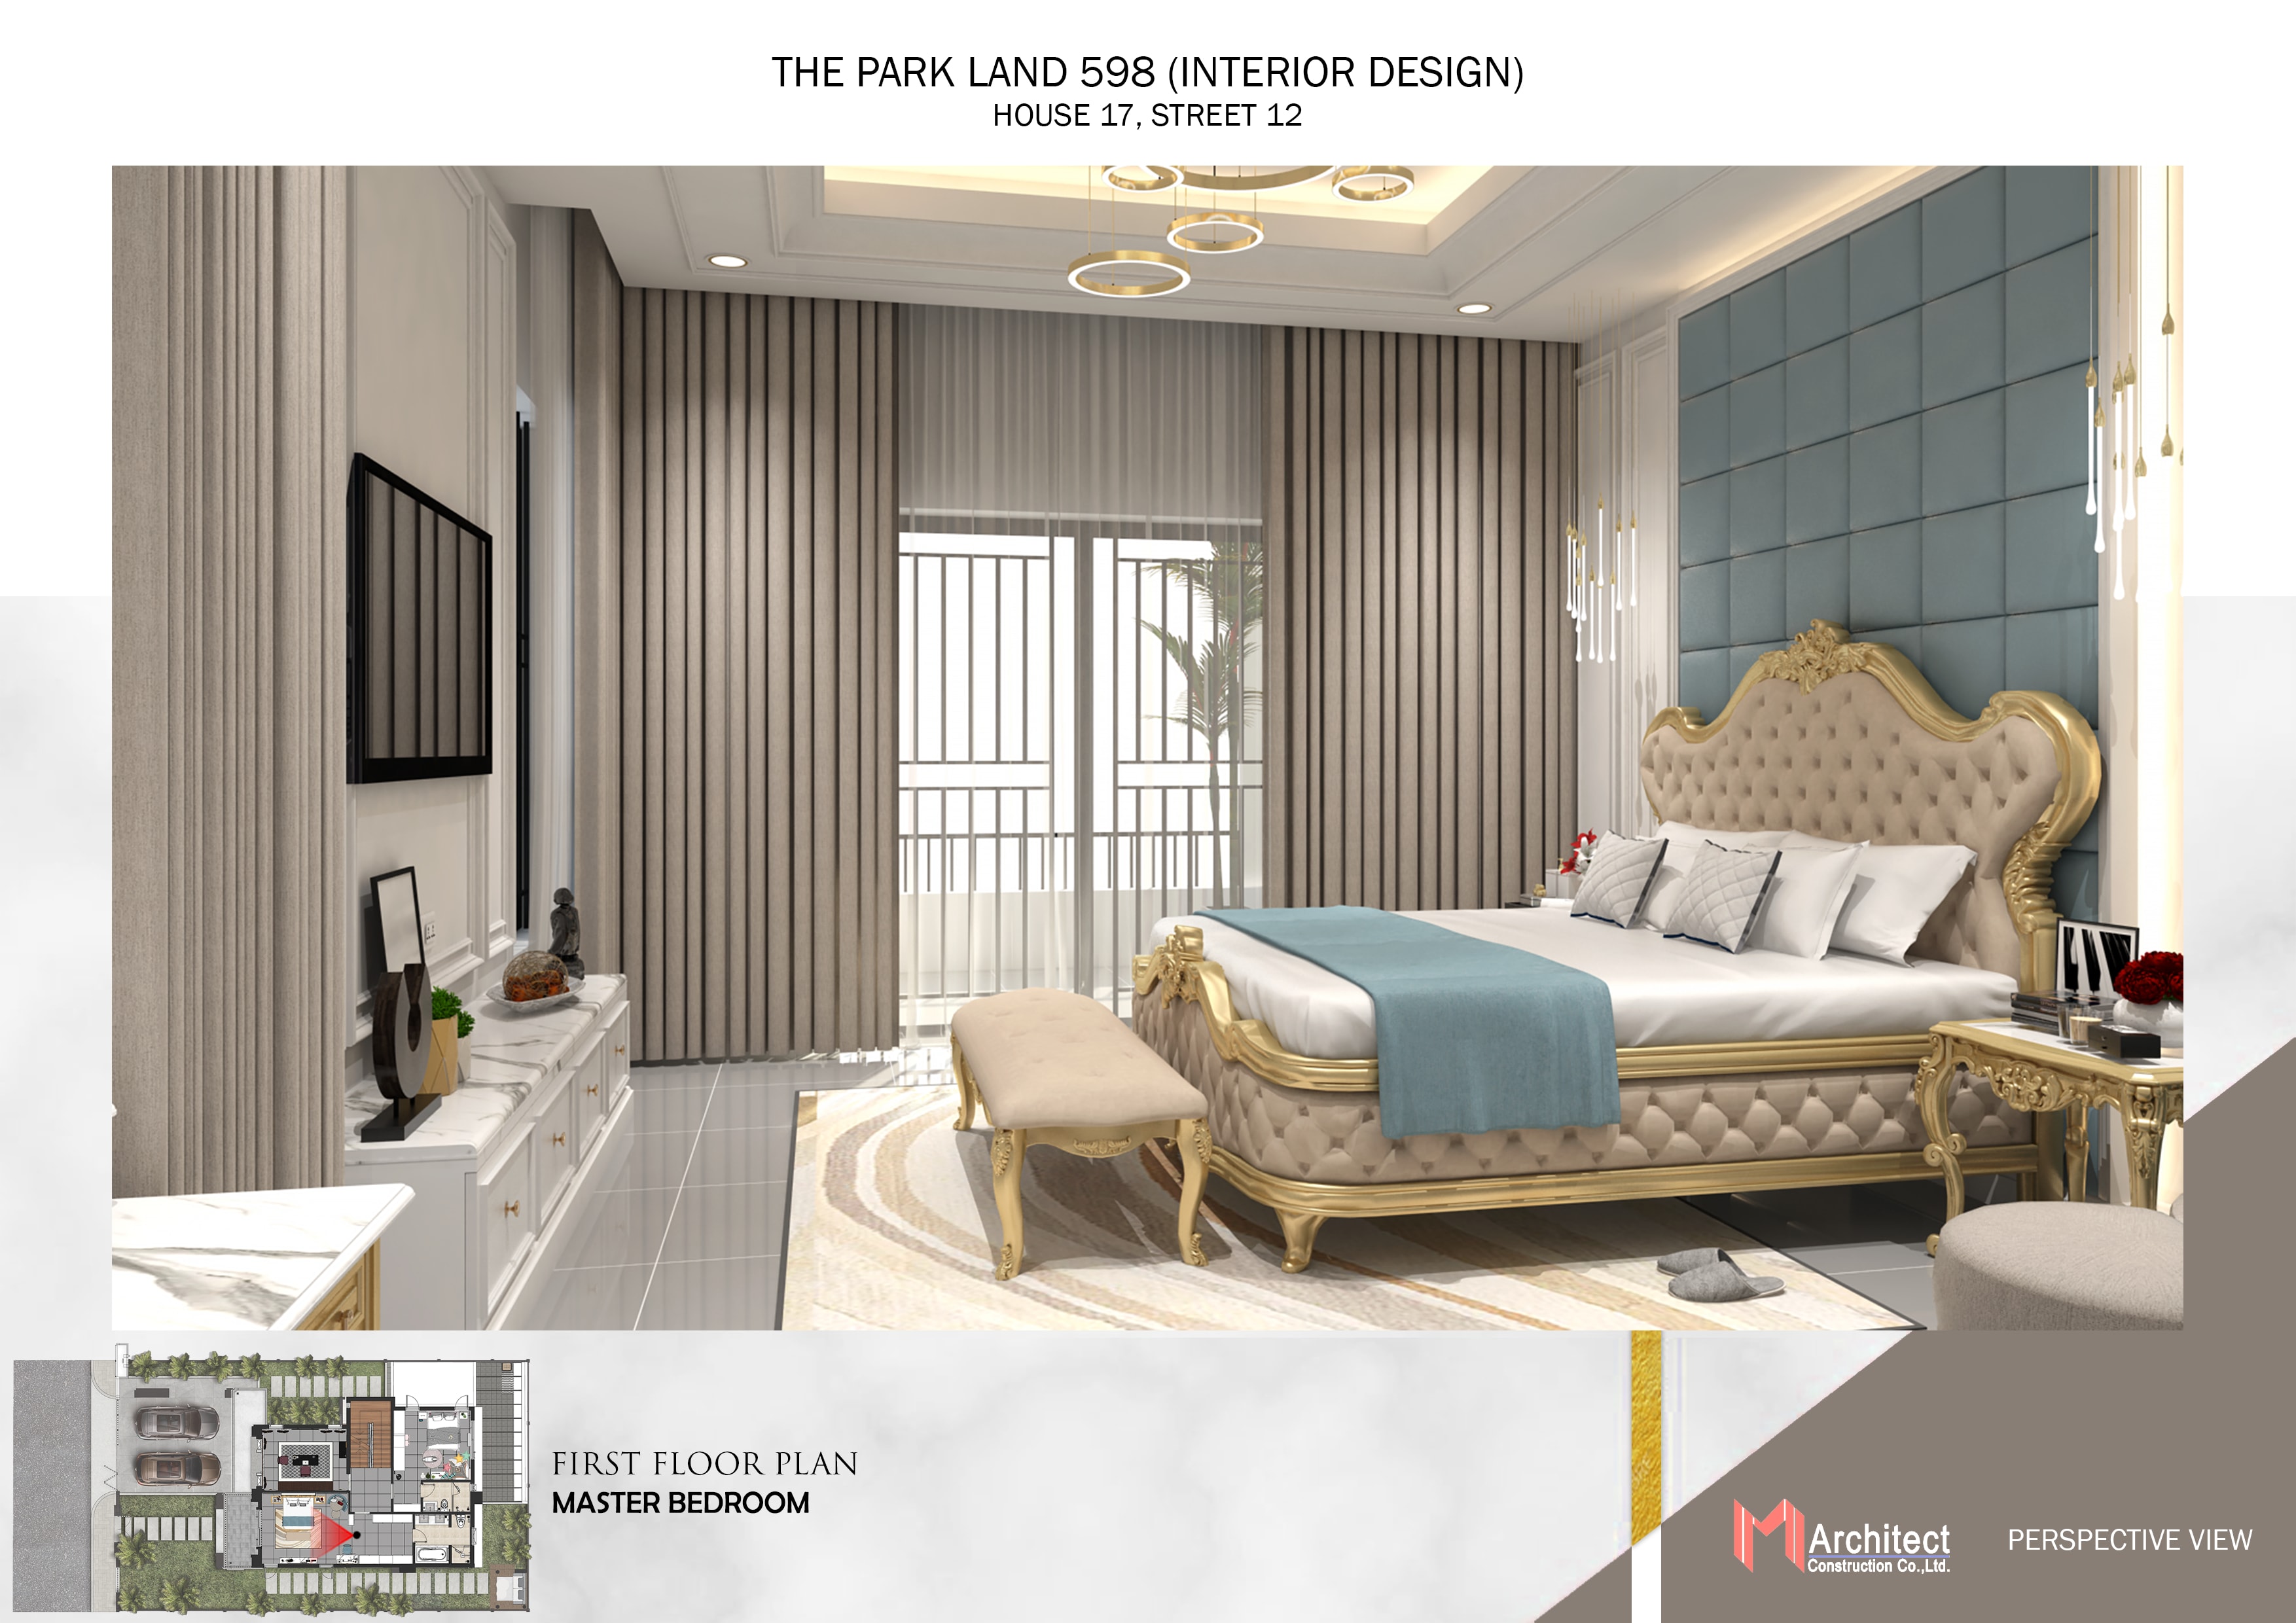 THE PARK LAND 598 (INTERIOR DESIGN)
HOUSE 17, STREET 12
FIRST FLOOR PLAN
MASTER BEDROOM
M Architect
Construction Co.,Ltd.
PERSPECTIVE VIEW